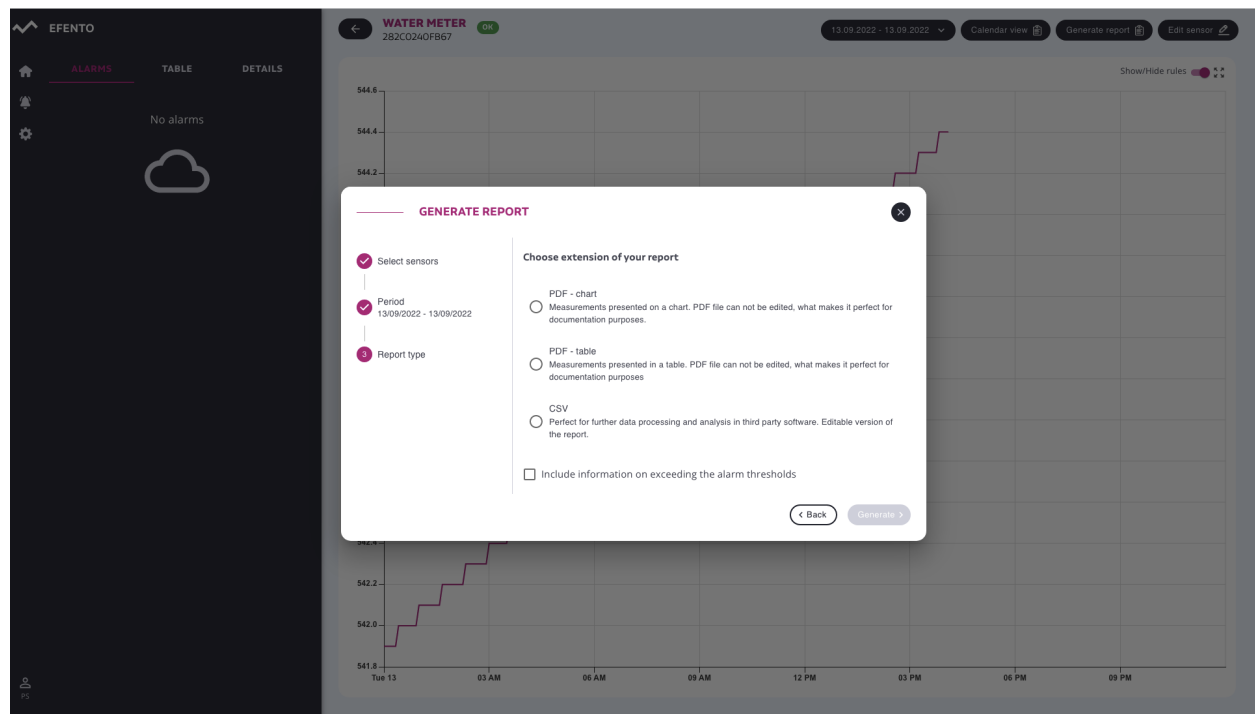 EFENTO
ALARMS TABLE DETAILS
No alarms
PS
WATER METER OK
282C0240FB67
13.09.2022 - 13.09.2022 Calendar view Generate report Edit sensor
Show/Hide rules
544.6
544.4
544.2
GENERATE REPORT
Select sensors
Period
13/09/2022 - 13/09/2022
3 Report type
Choose extension of your report
PDF - chart
Measurements presented on a chart. PDF file can not be edited, what makes it perfect for
documentation purposes.
PDF - table
Measurements presented in a table. PDF file can not be edited, what makes it perfect for
documentation purposes
CSV
Perfect for further data processing and analysis in third party software. Editable version of
the report.
Include information on exceeding the alarm thresholds
< Back Generate >
542.4
542.2
542.0
541.8
Tue 13 03 AM 06 AM 09 AM 12 PM 03 PM 06 PM 09 PM